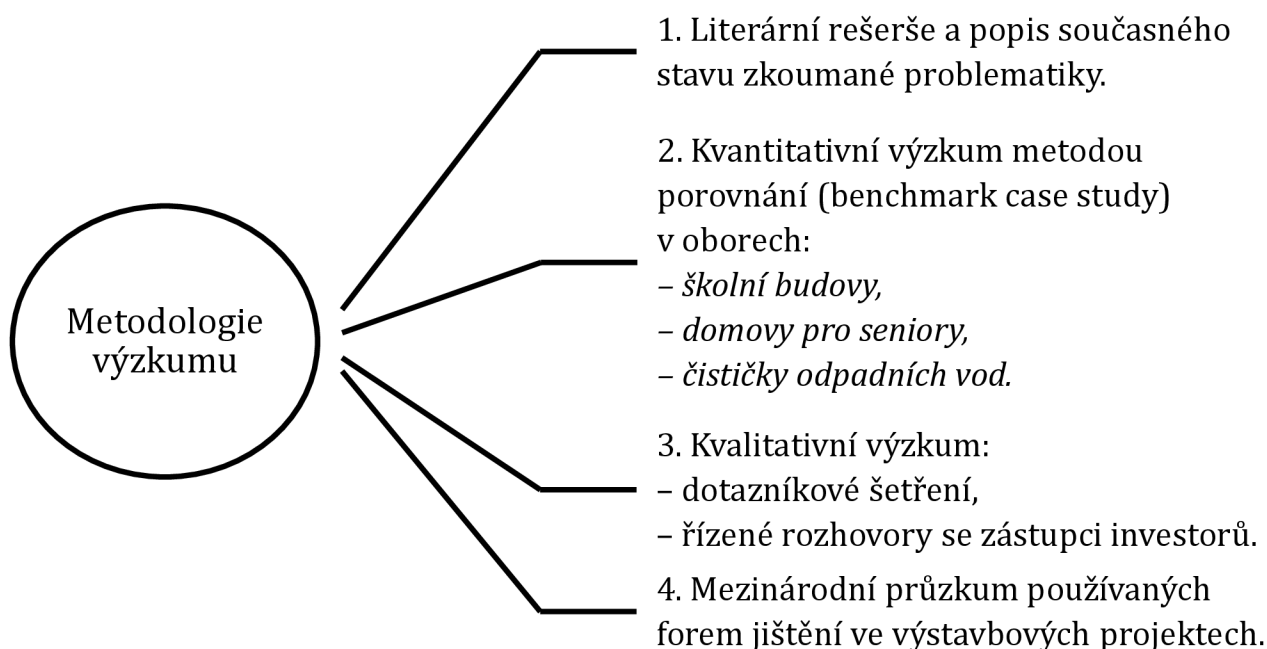 Metodologie
výzkumu
1. Literární rešerše a popis současného
stavu zkoumané problematiky.
2. Kvantitativní výzkum metodou
porovnání (benchmark case study)
v oborech:
– školní budovy,
– domovy pro seniory,
– čističky odpadních vod.
3. Kvalitativní výzkum:
– dotazníkové šetření,
– řízené rozhovory se zástupci investorů.
4. Mezinárodní průzkum používaných
forem jištění ve výstavbových projektech.